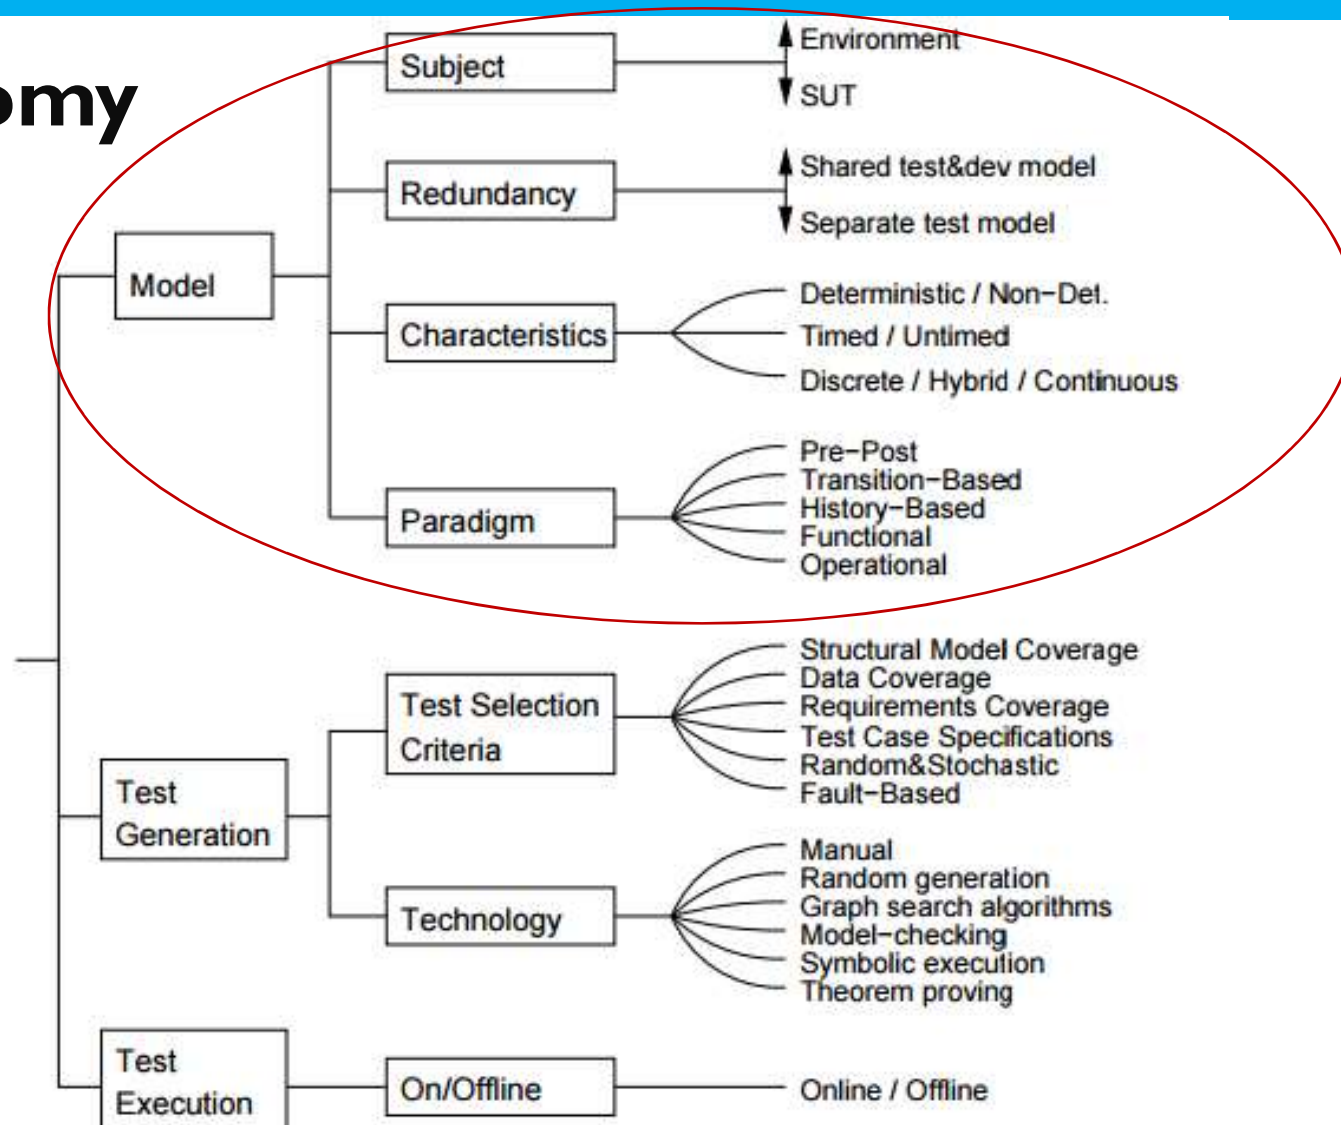 omy
Subject
Environment
SUT
Redundancy
Shared test&dev model
Separate test model
Model
Characteristics
Deterministic / Non−Det.
Timed / Untimed
Discrete / Hybrid / Continuous
Paradigm
Pre−Post
Transition−Based
History−Based
Functional
Operational
Test Selection
Criteria
Structural Model Coverage
Data Coverage
Requirements Coverage
Test Case Specifications
Random&Stochastic
Fault−Based
Test
Generation
Technology
Manual
Random generation
Graph search algorithms
Model−checking
Symbolic execution
Theorem proving
Test
Execution
On/Offline
Online / Offline